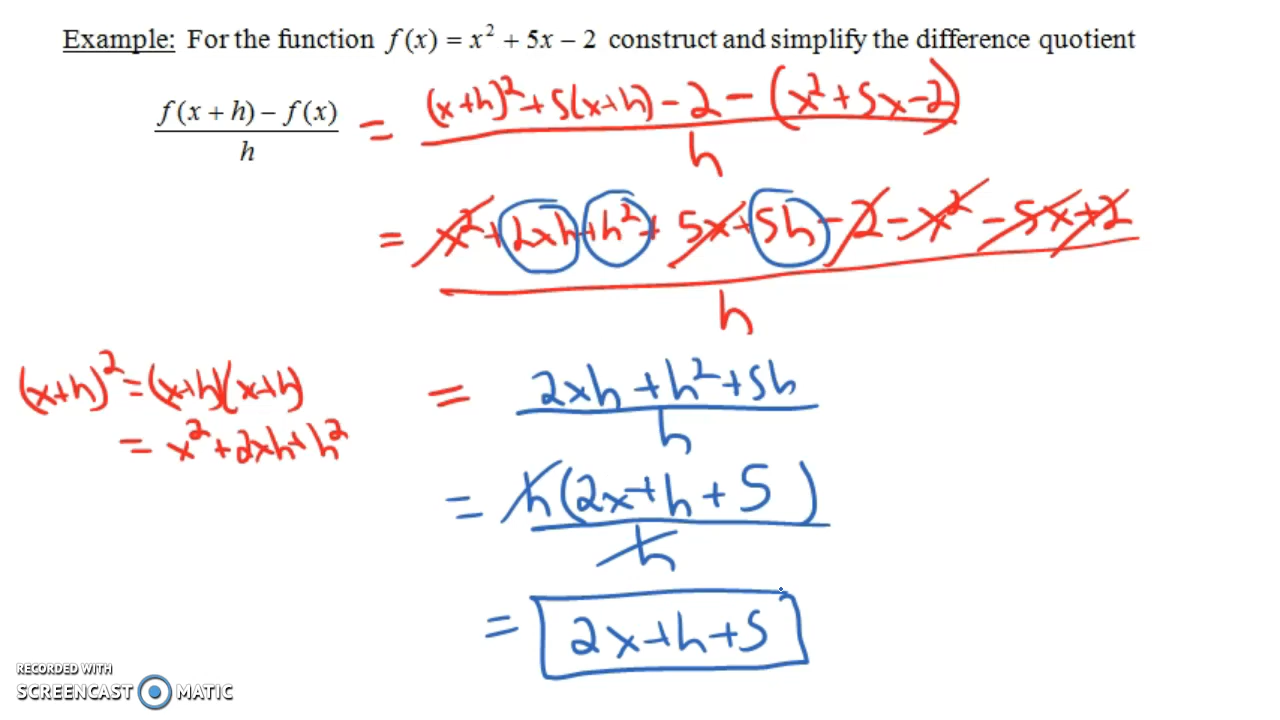 Example: For the function f(x) = x² + 5x − 2 construct and simplify the difference quotient
f(x + h) − f(x) / h = (x+h)² + 5(x+h) − 2 − (x² + 5x − 2) / h
= x² + 2xh + h² + 5x + 5h − 2 − x² − 5x + 2 / h
(x+h)² = (x+h)(x+h)
= x² + 2xh + h²
= 2xh + h² + 5h / h
= h(2x + h + 5) / h
= 2x + h + 5
RECORDED WITH
SCREENCAST MATIC